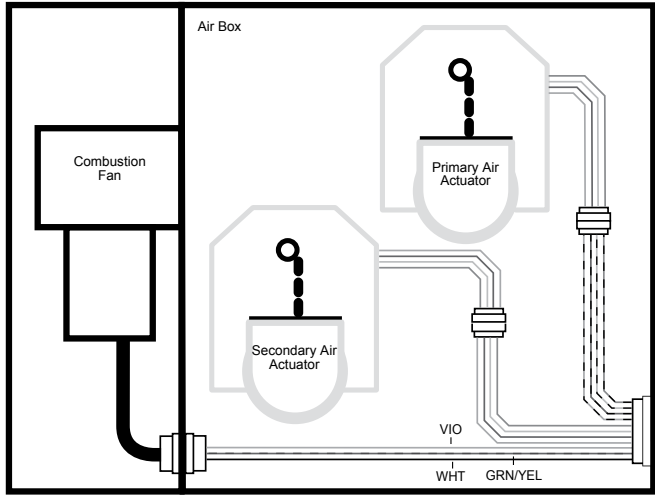 Air Box
Combustion
Fan
Primary Air
Actuator
Secondary Air
Actuator
VIO
WHT
GRN/YEL